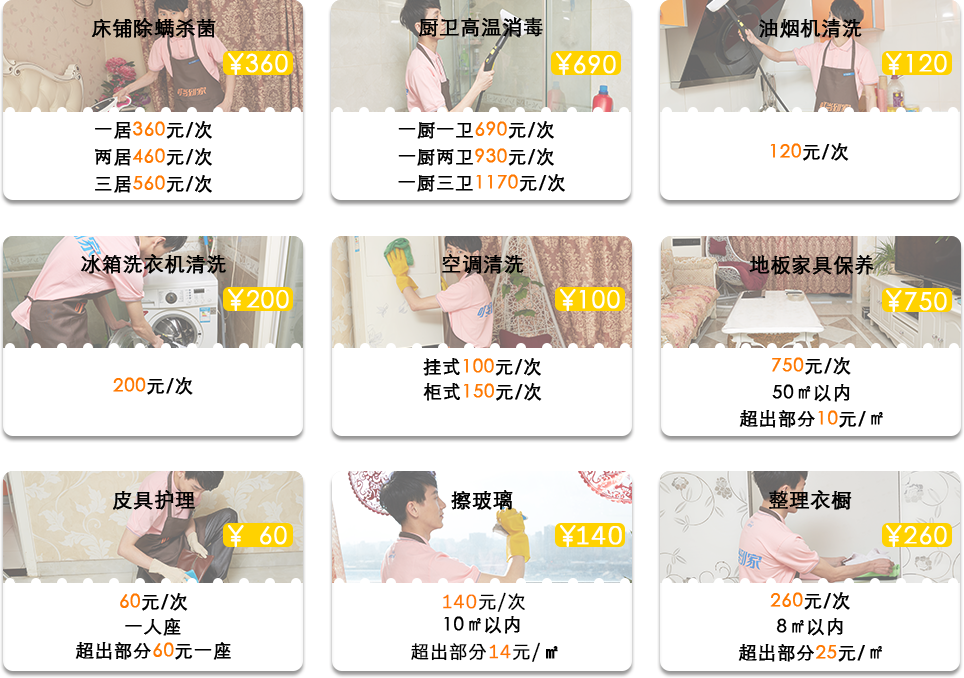 床铺除螨杀菌
¥360
一居360元/次
两居460元/次
三居560元/次
厨卫高温消毒
¥690
一厨一卫690元/次
一厨两卫930元/次
一厨三卫1170元/次
油烟机清洗
¥120
120元/次
冰箱洗衣机清洗
¥200
200元/次
空调清洗
¥100
挂式100元/次
柜式150元/次
地板家具保养
¥750
750元/次
50㎡以内
超出部分10元/㎡
皮具护理
¥ 60
60元/次
一人座
超出部分60元一座
擦玻璃
¥140
140元/次
10㎡以内
超出部分14元/㎡
整理衣橱
¥260
260元/次
8㎡以内
超出部分25元/㎡